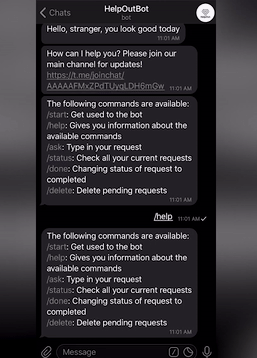 Chats
HelpOutBot
bot
Hello, stranger, you look good today
11:01 AM
How can I help you? Please join our
main channel for updates!
https://t.me/joinchat/
AAAAAFMxZPdTUyqLDH6mGw 11:01 AM
The following commands are available:
/start: Get used to the bot
/help: Gives you information about the
available commands
/ask: Type in your request
/status: Check all your current requests
/done: Changing status of request to
completed
/delete: Delete pending requests
11:01 AM
/help 11:01 AM
The following commands are available:
/start: Get used to the bot
/help: Gives you information about the
available commands
/ask: Type in your request
/status: Check all your current requests
/done: Changing status of request to
completed
/delete: Delete pending requests
11:01 AM
Message